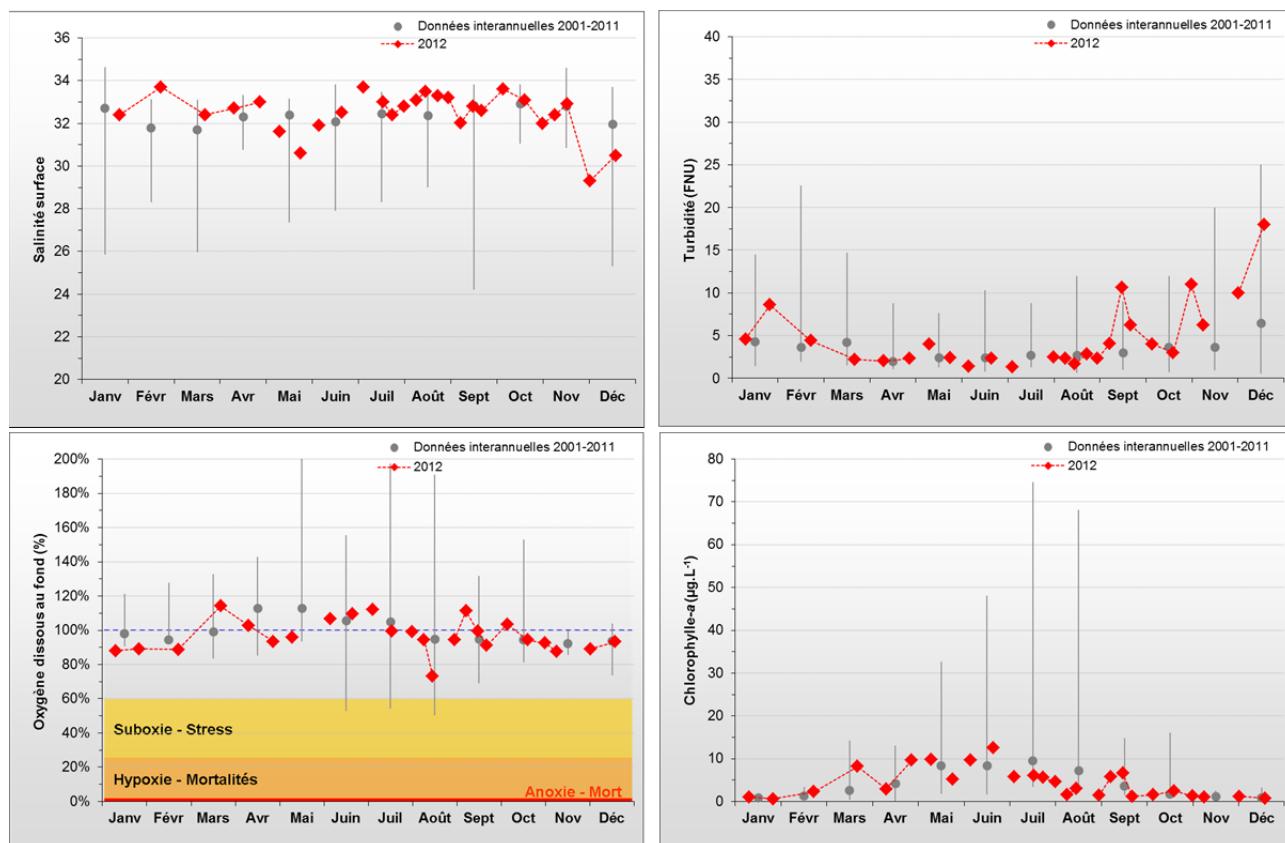 Données interannuelles 2001-2011
2012
Salinité surface
36
34
32
30
28
26
24
22
20
Janv Févr Mars Avr Mai Juin Juil Août Sept Oct Nov Déc
Données interannuelles 2001-2011
2012
Turbidité (FNU)
40
35
30
25
20
15
10
5
0
Janv Févr Mars Avr Mai Juin Juil Août Sept Oct Nov Déc
Données interannuelles 2001-2011
2012
Oxygène dissous au fond (%)
200%
180%
160%
140%
120%
100%
80%
60%
40%
20%
0%
Suboxie - Stress
Hypoxie - Mortalités
Anoxie - Mort
Janv Févr Mars Avr Mai Juin Juil Août Sept Oct Nov Déc
Données interannuelles 2001-2011
2012
Chlorophylle-a (µg.L⁻¹)
80
70
60
50
40
30
20
10
0
Janv Févr Mars Avr Mai Juin Juil Août Sept Oct Nov Déc